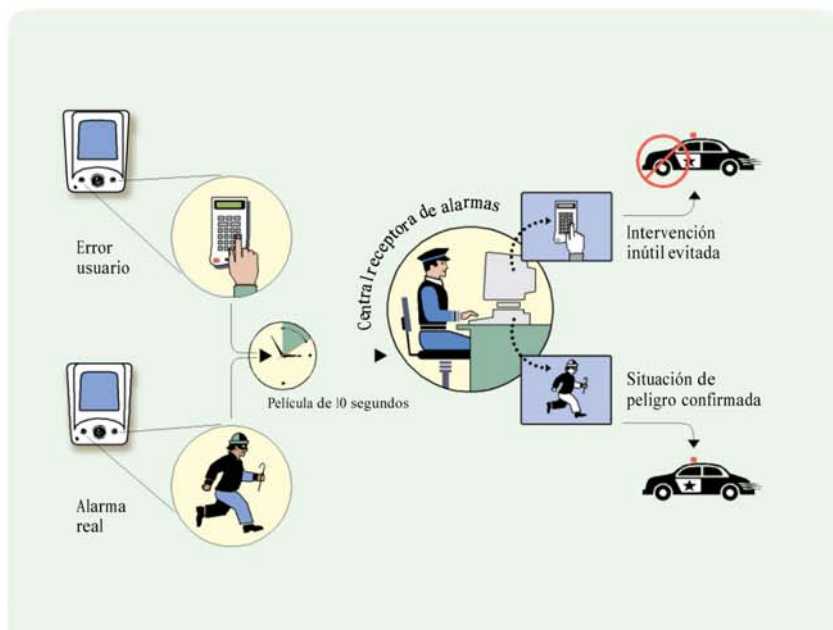 Error
usuario
Alarma
real
Película de 10 segundos
Central receptora de alarmas
Intervención
inútil evitada
Situación de
peligro confirmada